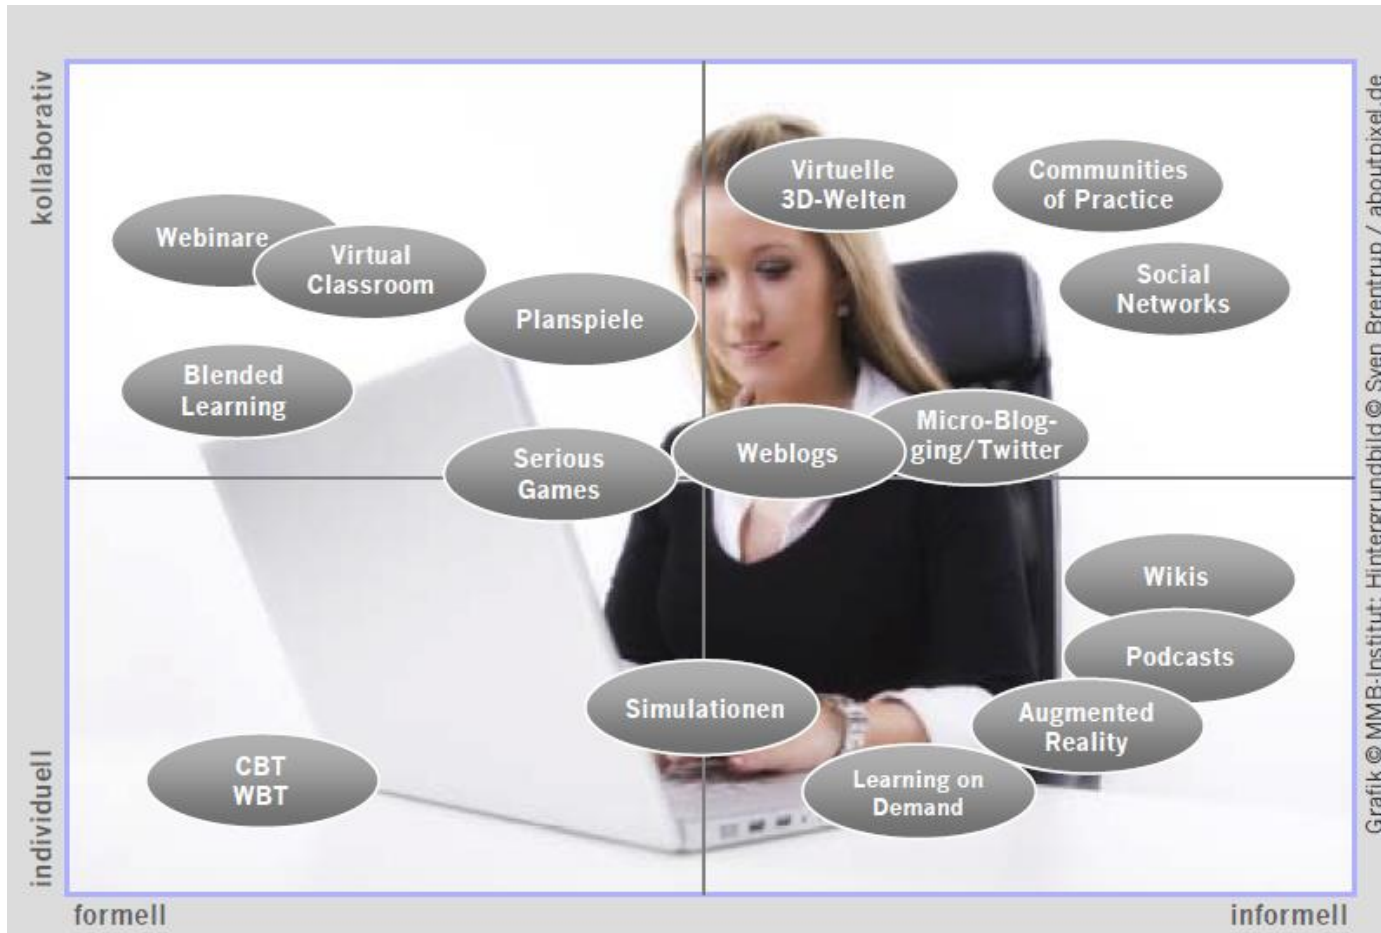 kollaborativ
Virtuelle
3D-Welten
Communities
of Practice
Webinare
Virtual
Classroom
Social
Networks
Planspiele
Blended
Learning
Serious
Games
Weblogs
Micro-Blog-
ging/Twitter
Wikis
Podcasts
Simulationen
Augmented
Reality
CBT
WBT
Learning on
Demand
individuell
formell
informell
Grafik © MMB-Institut; Hintergrundbild © Sven Brentrup / aboutpixel.de